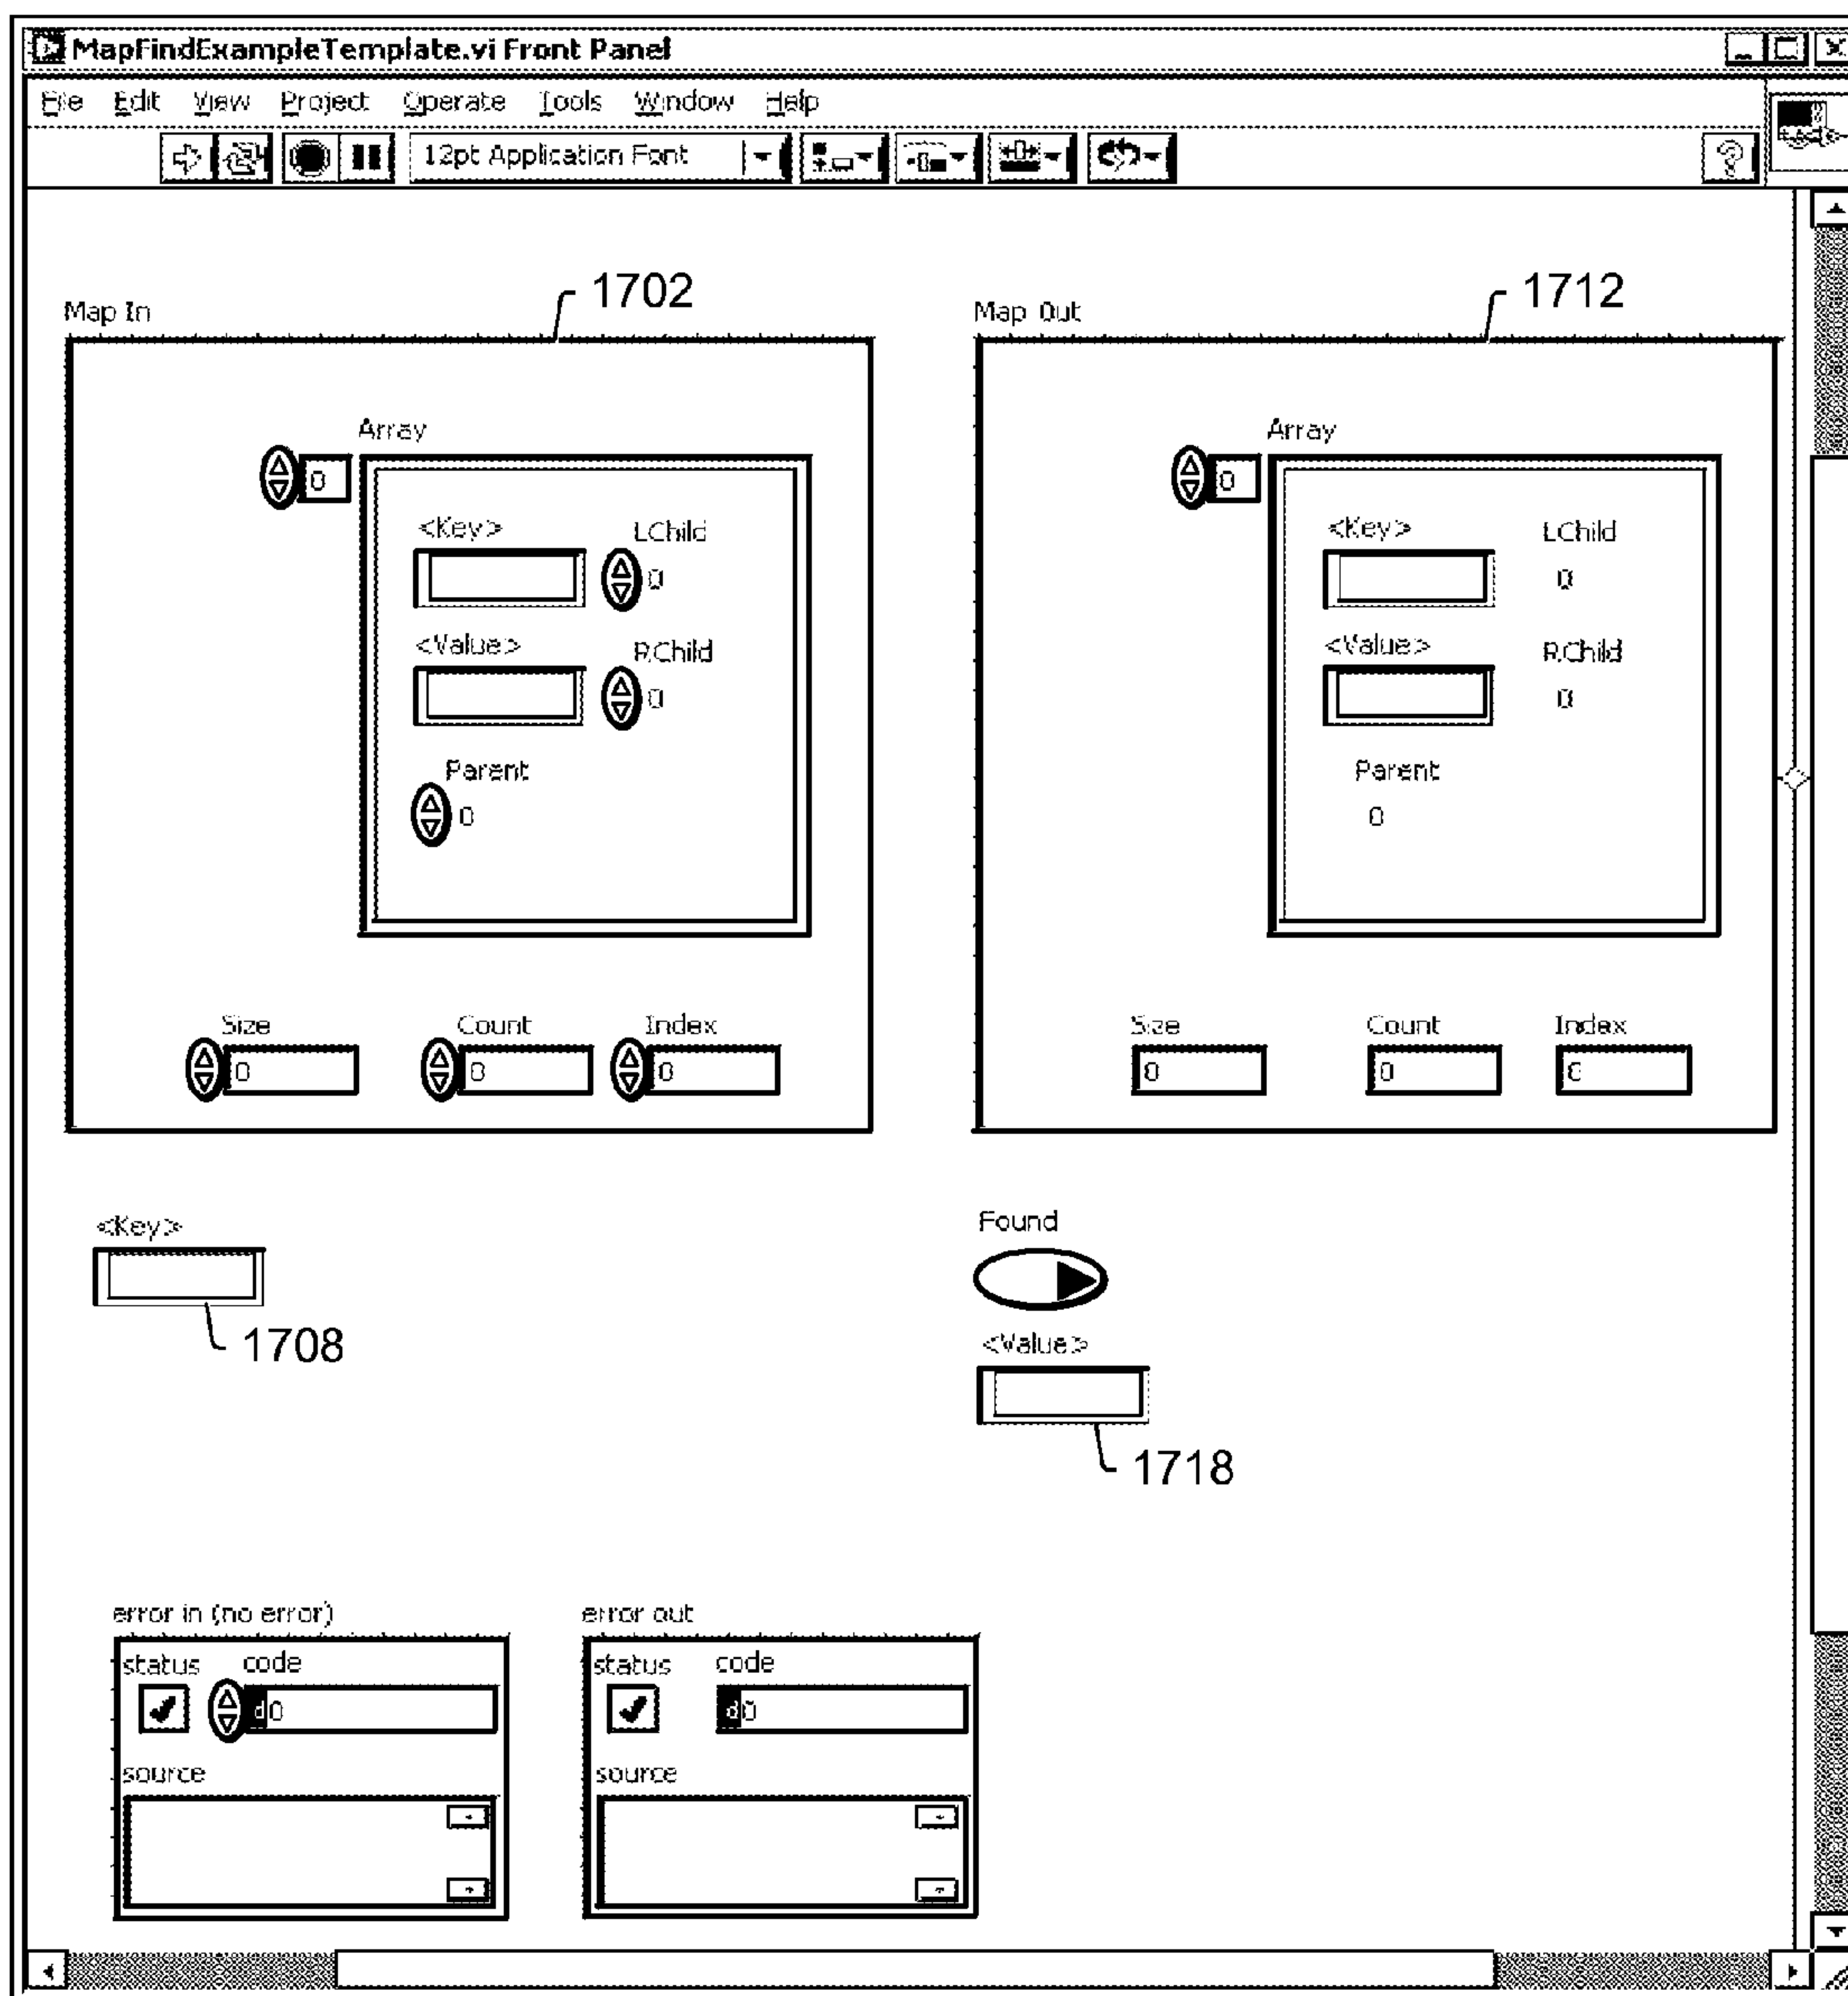 MapFindExampleTemplate.vi Front Panel
File Edit View Project Operate Tools Window Help
12pt Application Font
?
1702
1712
Map In
Map Out
Array
Array
0
0
<Key> LChild
<Key> LChild
0
0
<Value> RChild
<Value> RChild
0
0
Parent
Parent
0
0
Size Count Index
Size Count Index
0 0 0
0 0 0
<Key>
Found
1708
<Value>
1718
error in (no error)
error out
status code
status code
d0
d0
source
source